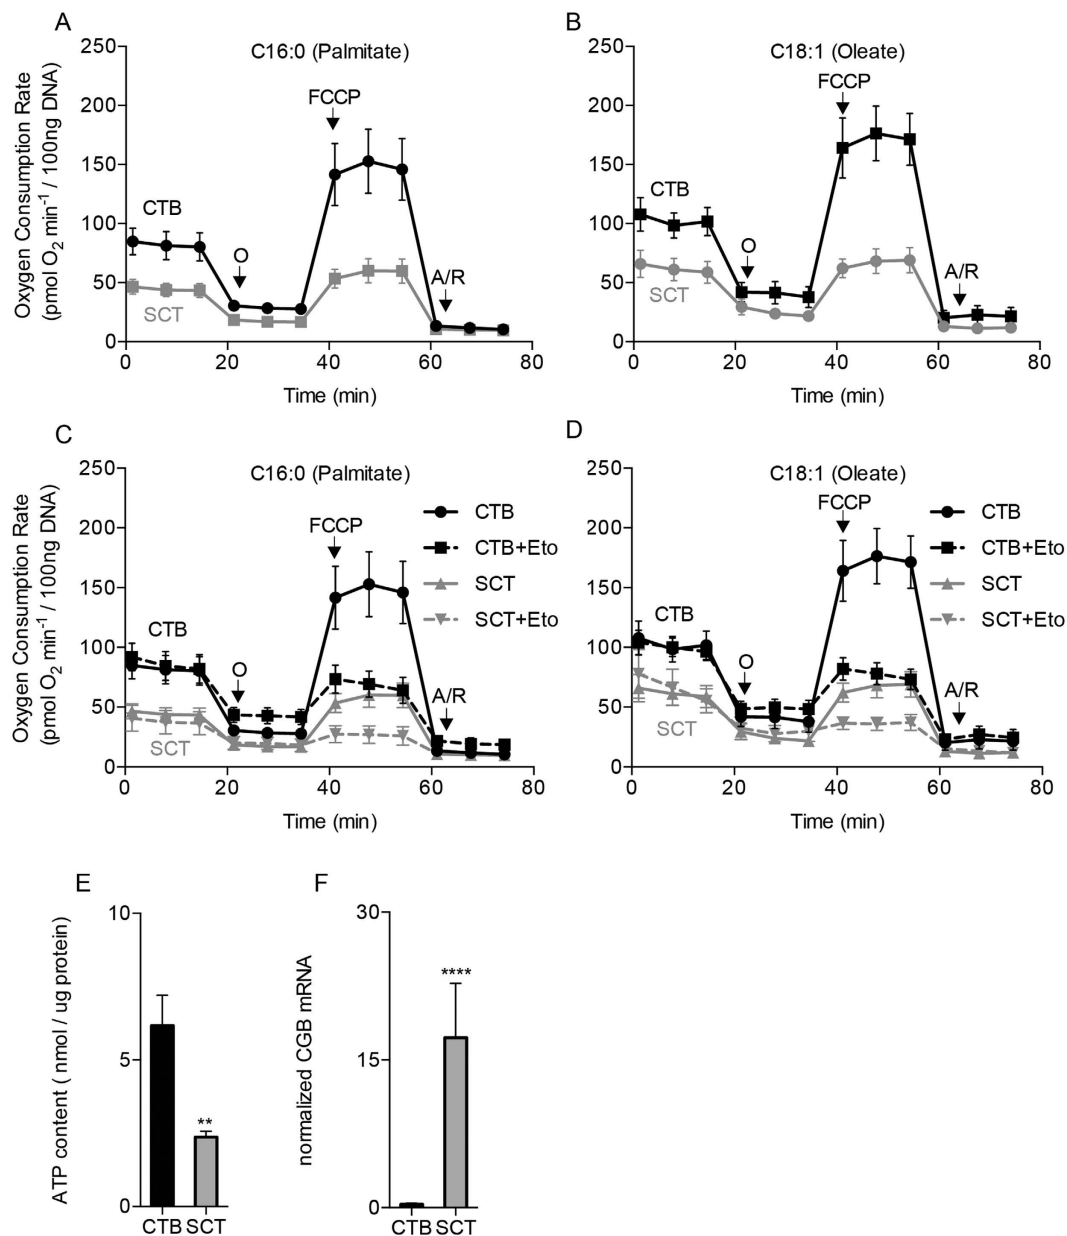 A
C16:0 (Palmitate)
Oxygen Consumption Rate
(pmol O2 min-1 / 100ng DNA)
250
200
150
100
50
0
0 20 40 60 80
CTB
SCT
O
FCCP
A/R
Time (min)
B
C18:1 (Oleate)
250
200
150
100
50
0
0 20 40 60 80
CTB
SCT
O
FCCP
A/R
Time (min)
C
C16:0 (Palmitate)
Oxygen Consumption Rate
(pmol O2 min-1 / 100ng DNA)
250
200
150
100
50
0
0 20 40 60 80
CTB
SCT
O
FCCP
A/R
CTB
CTB+Eto
SCT
SCT+Eto
Time (min)
D
C18:1 (Oleate)
250
200
150
100
50
0
0 20 40 60 80
CTB
SCT
O
FCCP
A/R
CTB
CTB+Eto
SCT
SCT+Eto
Time (min)
E
ATP content ( nmol / ug protein)
10
5
0
**
CTB SCT
F
normalized CGB mRNA
30
15
0
****
CTB SCT